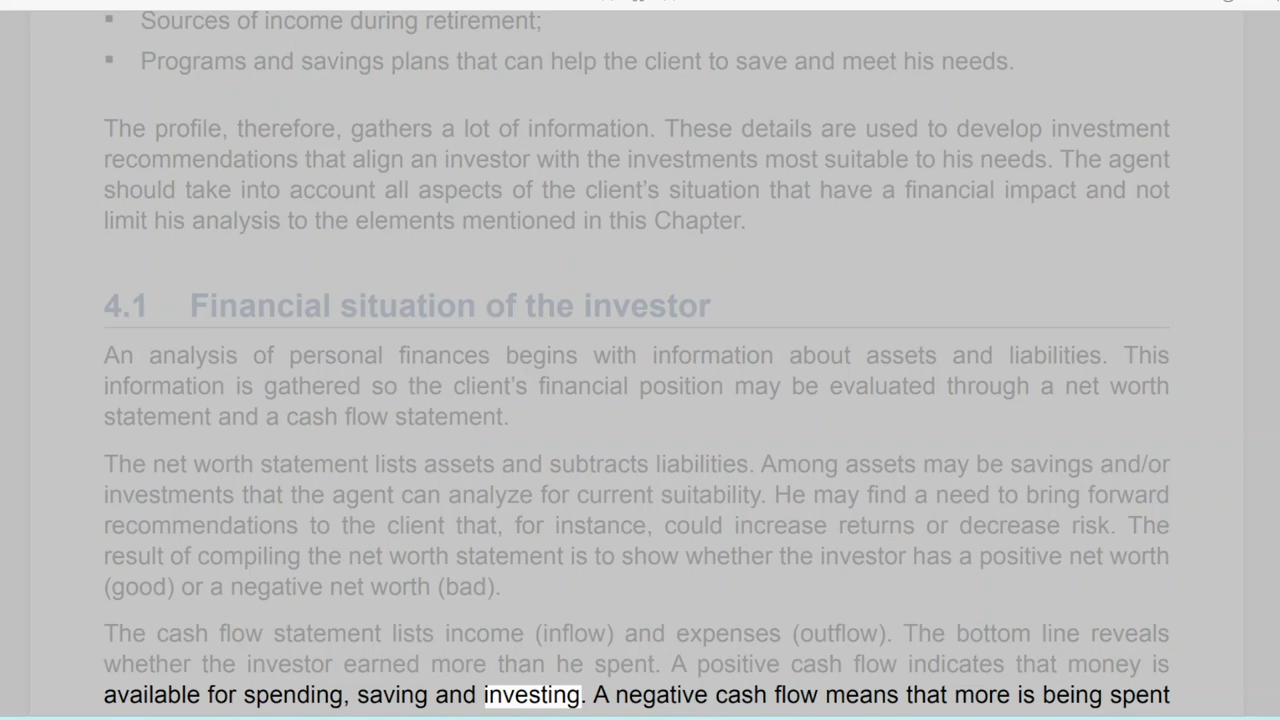 ▪ Sources of income during retirement;
▪ Programs and savings plans that can help the client to save and meet his needs.
The profile, therefore, gathers a lot of information. These details are used to develop investment
recommendations that align an investor with the investments most suitable to his needs. The agent
should take into account all aspects of the client's situation that have a financial impact and not
limit his analysis to the elements mentioned in this Chapter.
4.1 Financial situation of the investor
An analysis of personal finances begins with information about assets and liabilities. This
information is gathered so the client's financial position may be evaluated through a net worth
statement and a cash flow statement.
The net worth statement lists assets and subtracts liabilities. Among assets may be savings and/or
investments that the agent can analyze for current suitability. He may find a need to bring forward
recommendations to the client that, for instance, could increase returns or decrease risk. The
result of compiling the net worth statement is to show whether the investor has a positive net worth
(good) or a negative net worth (bad).
The cash flow statement lists income (inflow) and expenses (outflow). The bottom line reveals
whether the investor earned more than he spent. A positive cash flow indicates that money is
available for spending, saving and investing. A negative cash flow means that more is being spent